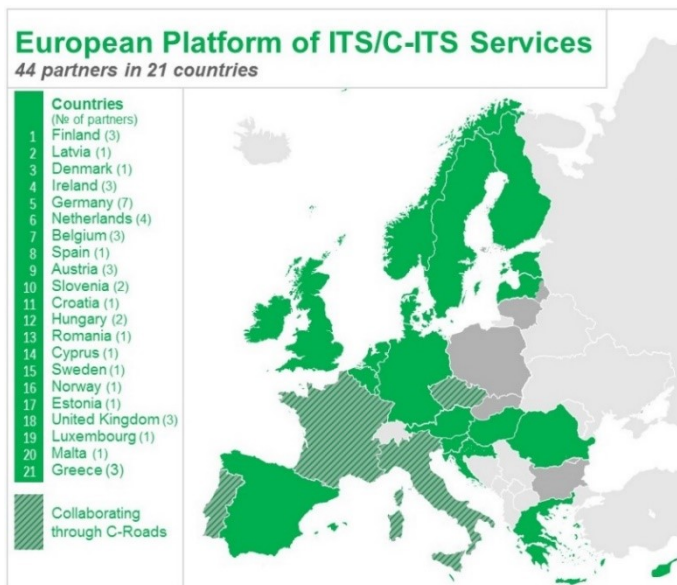 European Platform of ITS/C-ITS Services
44 partners in 21 countries
Countries
(№ of partners)
1 Finland (3)
2 Latvia (1)
3 Denmark (1)
4 Ireland (3)
5 Germany (7)
6 Netherlands (4)
7 Belgium (3)
8 Spain (1)
9 Austria (3)
10 Slovenia (2)
11 Croatia (1)
12 Hungary (2)
13 Romania (1)
14 Cyprus (1)
15 Sweden (1)
16 Norway (1)
17 Estonia (1)
18 United Kingdom (3)
19 Luxembourg (1)
20 Malta (1)
21 Greece (3)
Collaborating
through C-Roads